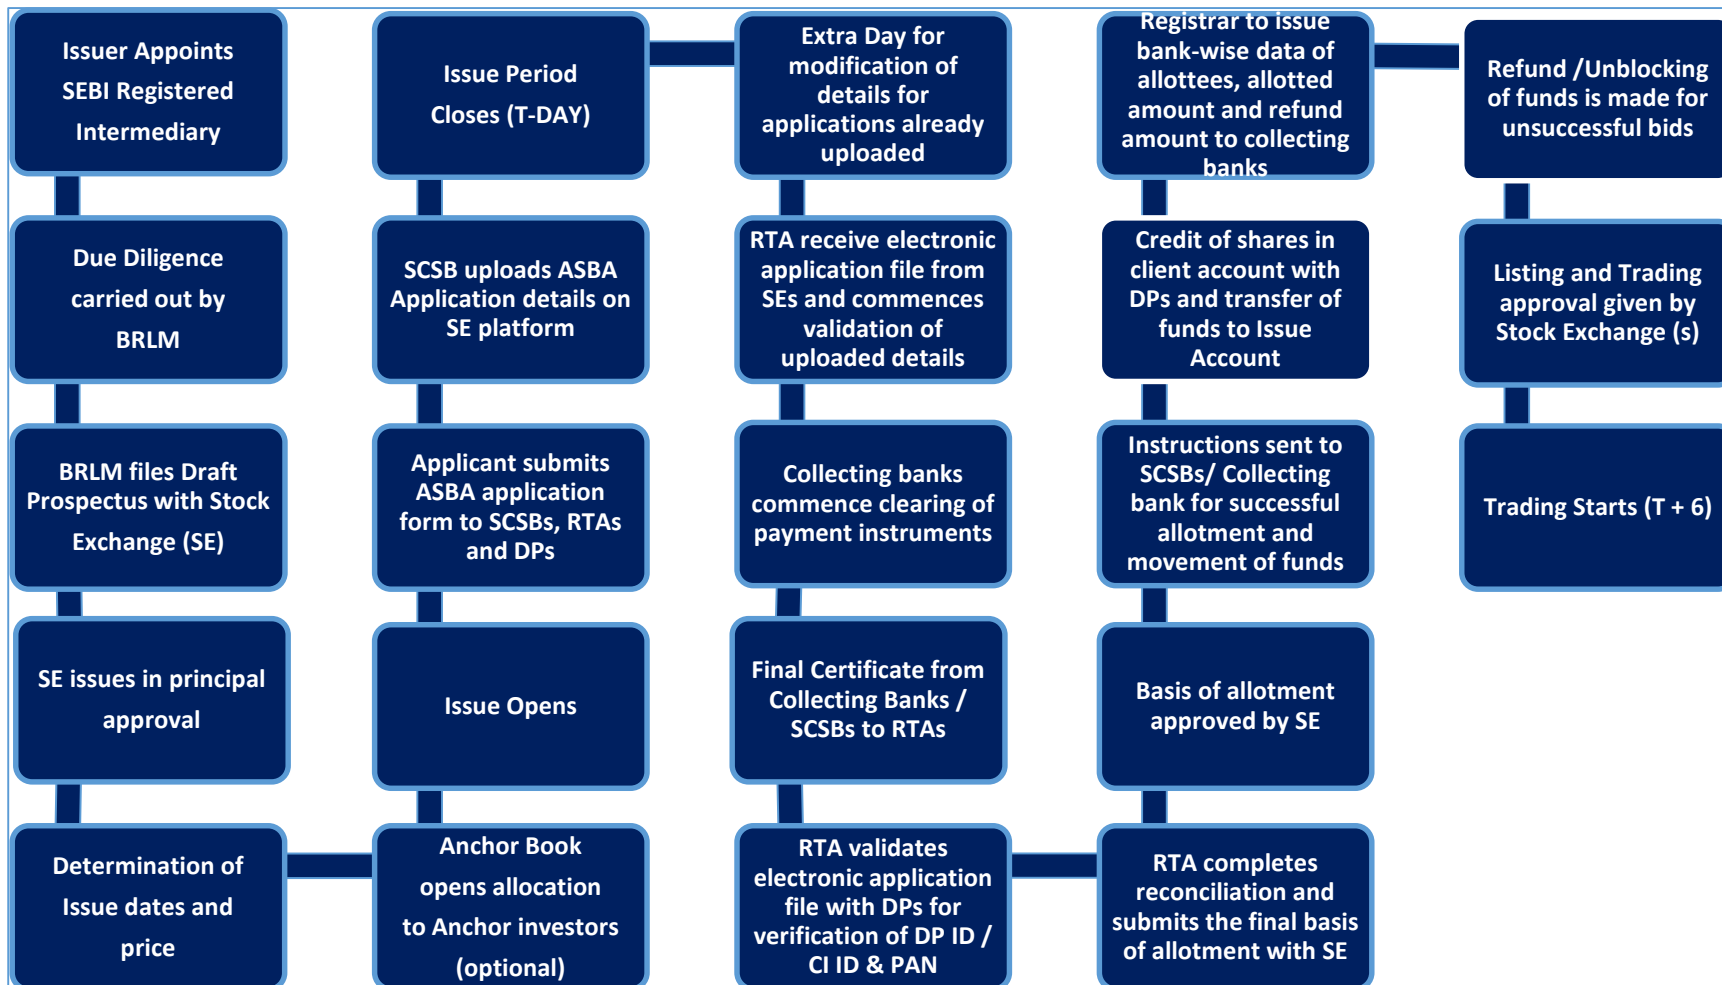 Issuer Appoints
SEBI Registered
Intermediary
Due Diligence
carried out by
BRLM
BRLM files Draft
Prospectus with Stock
Exchange (SE)
SE issues in principal
approval
Determination of
Issue dates and
price
Anchor Book
opens allocation
to Anchor investors
(optional)
Issue Opens
Applicant submits
ASBA application
form to SCSBs, RTAs
and DPs
SCSB uploads ASBA
Application details on
SE platform
Issue Period
Closes (T-DAY)
Extra Day for
modification of
details for
applications already
uploaded
RTA receive electronic
application file from
SEs and commences
validation of
uploaded details
Collecting banks
commence clearing of
payment instruments
Final Certificate from
Collecting Banks /
SCSBs to RTAs
RTA validates
electronic application
file with DPs for
verification of DP ID /
CI ID & PAN
RTA completes
reconciliation and
submits the final basis
of allotment with SE
Basis of allotment
approved by SE
Instructions sent to
SCSBs/ Collecting
bank for successful
allotment and
movement of funds
Credit of shares in
client account with
DPs and transfer of
funds to Issue
Account
Registrar to issue
bank-wise data of
allottees, allotted
amount and refund
amount to collecting
banks
Refund /Unblocking
of funds is made for
unsuccessful bids
Listing and Trading
approval given by
Stock Exchange (s)
Trading Starts (T + 6)